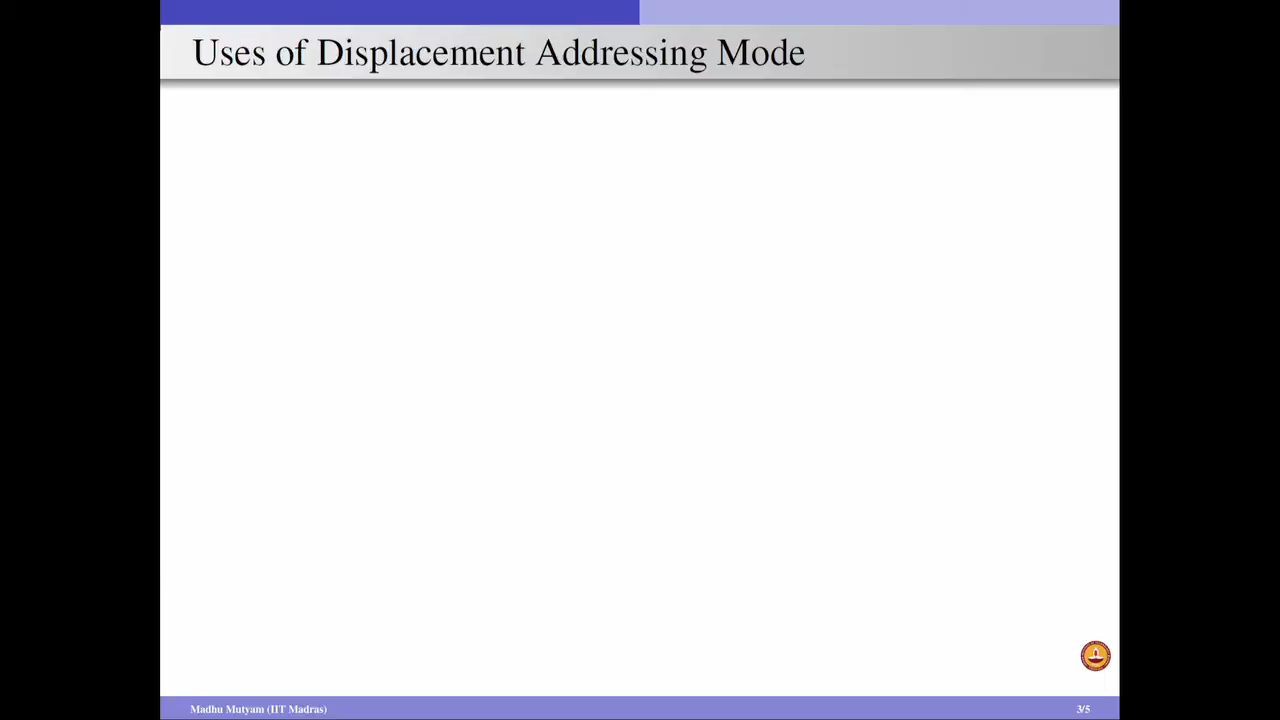 Uses of Displacement Addressing Mode
Madhu Mutyam (IIT Madras)
3/5